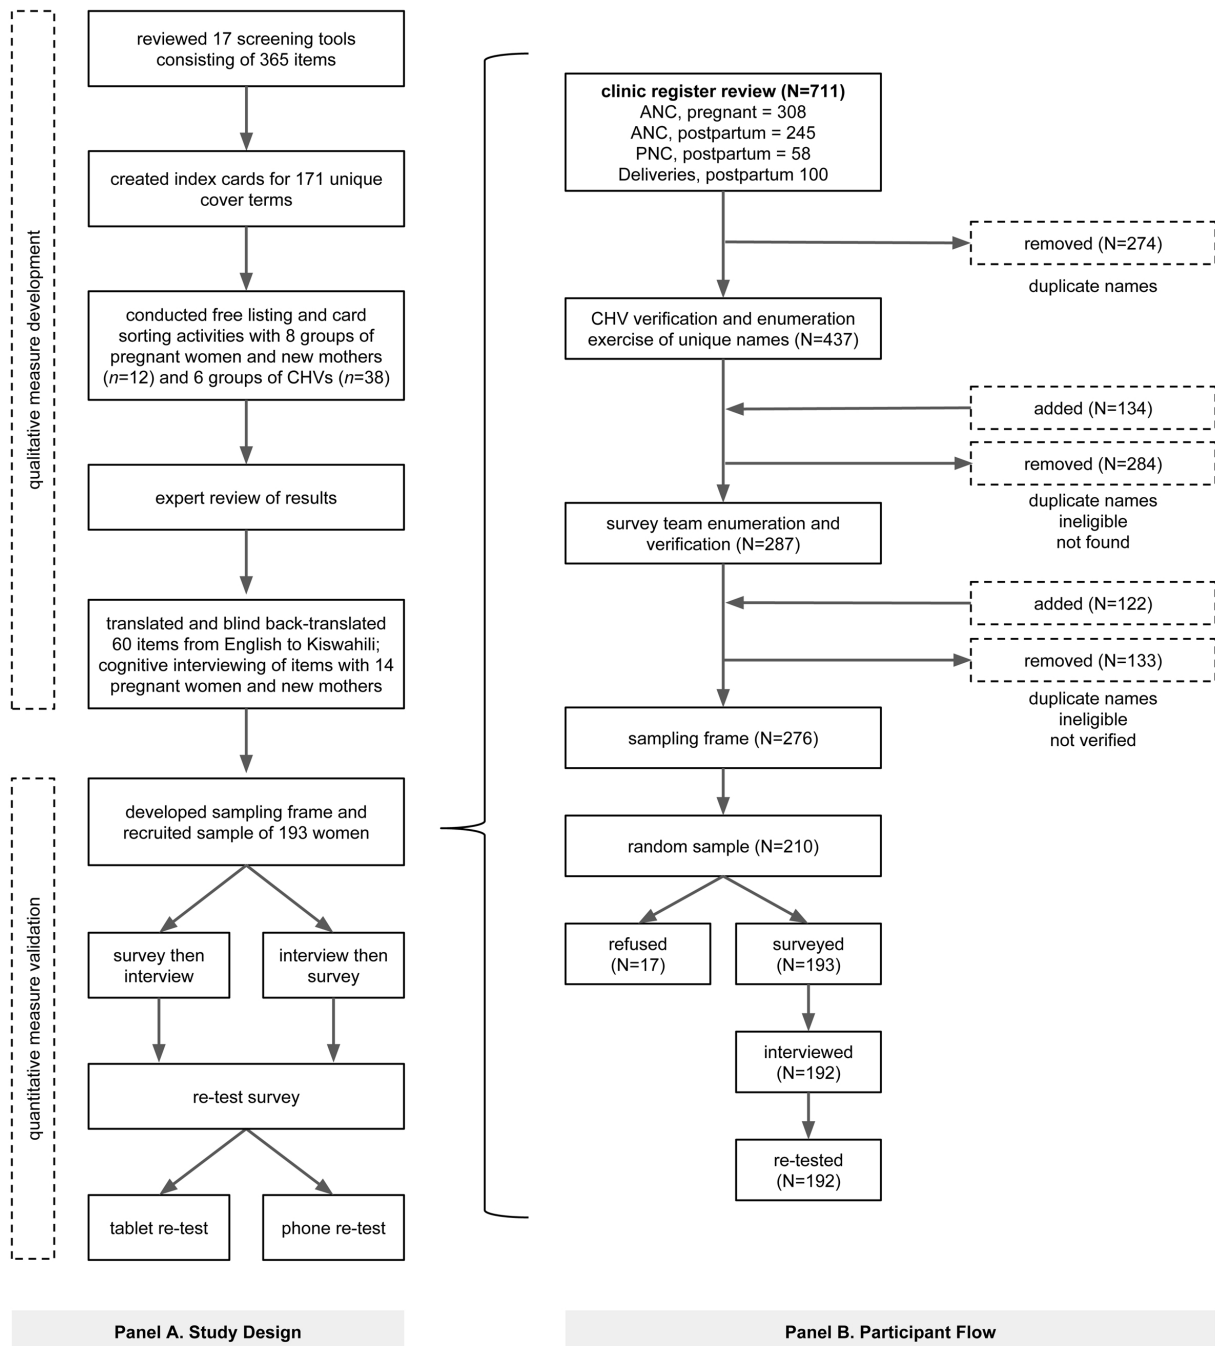 qualitative measure development
reviewed 17 screening tools
consisting of 365 items
created index cards for 171 unique
cover terms
conducted free listing and card
sorting activities with 8 groups of
pregnant women and new mothers
(n=12) and 6 groups of CHVs (n=38)
expert review of results
translated and blind back-translated
60 items from English to Kiswahili;
cognitive interviewing of items with 14
pregnant women and new mothers
quantitative measure validation
developed sampling frame and
recruited sample of 193 women
survey then
interview
interview then
survey
re-test survey
tablet re-test
phone re-test
Panel A. Study Design
clinic register review (N=711)
ANC, pregnant = 308
ANC, postpartum = 245
PNC, postpartum = 58
Deliveries, postpartum 100
removed (N=274)
duplicate names
CHV verification and enumeration
exercise of unique names (N=437)
added (N=134)
removed (N=284)
duplicate names
ineligible
not found
survey team enumeration and
verification (N=287)
added (N=122)
removed (N=133)
duplicate names
ineligible
not verified
sampling frame (N=276)
random sample (N=210)
refused
(N=17)
surveyed
(N=193)
interviewed
(N=192)
re-tested
(N=192)
Panel B. Participant Flow